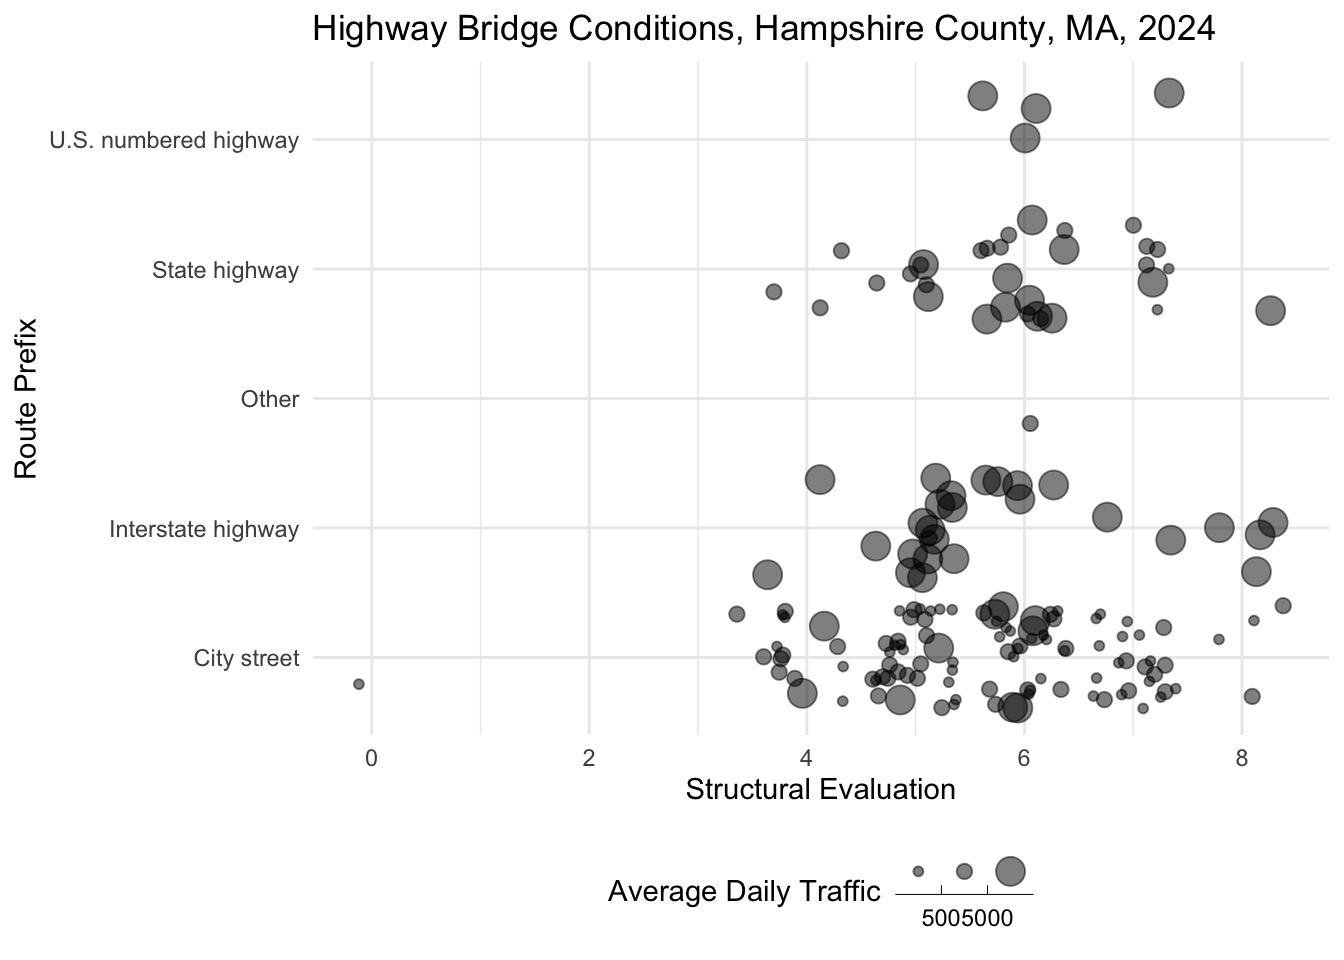 Highway Bridge Conditions, Hampshire County, MA, 2024
U.S. numbered highway
State highway
Other
Interstate highway
City street
Route Prefix
0 2 4 6 8
Structural Evaluation
Average Daily Traffic
5005000